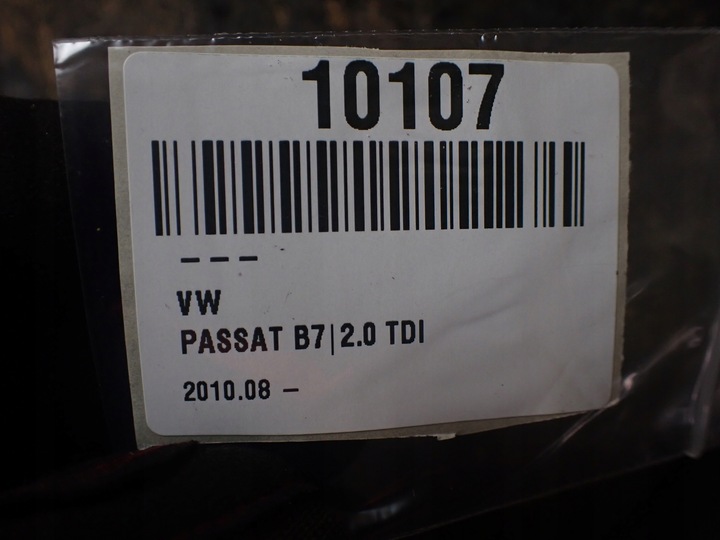 10107
– – –
VW
PASSAT B7|2.0 TDI
2010.08 –